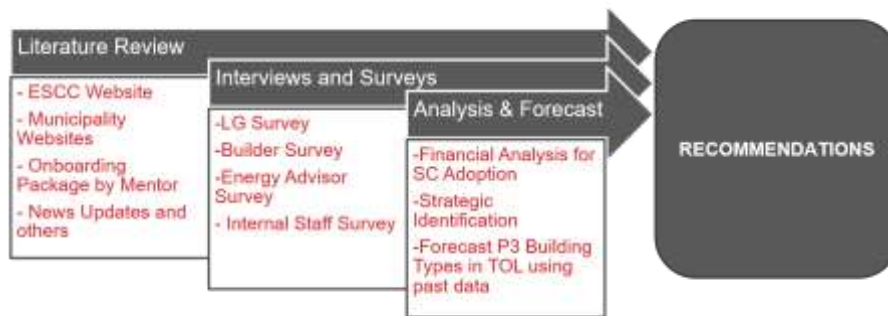 Literature Review
- ESCC Website
- Municipality
Websites
- Onboarding
Package by Mentor
- News Updates and
others
Interviews and Surveys
-LG Survey
-Builder Survey
-Energy Advisor
Survey
- Internal Staff Survey
Analysis & Forecast
-Financial Analysis for
SC Adoption
-Strategic
Identification
-Forecast P3 Building
Types in TOL using
past data
RECOMMENDATIONS